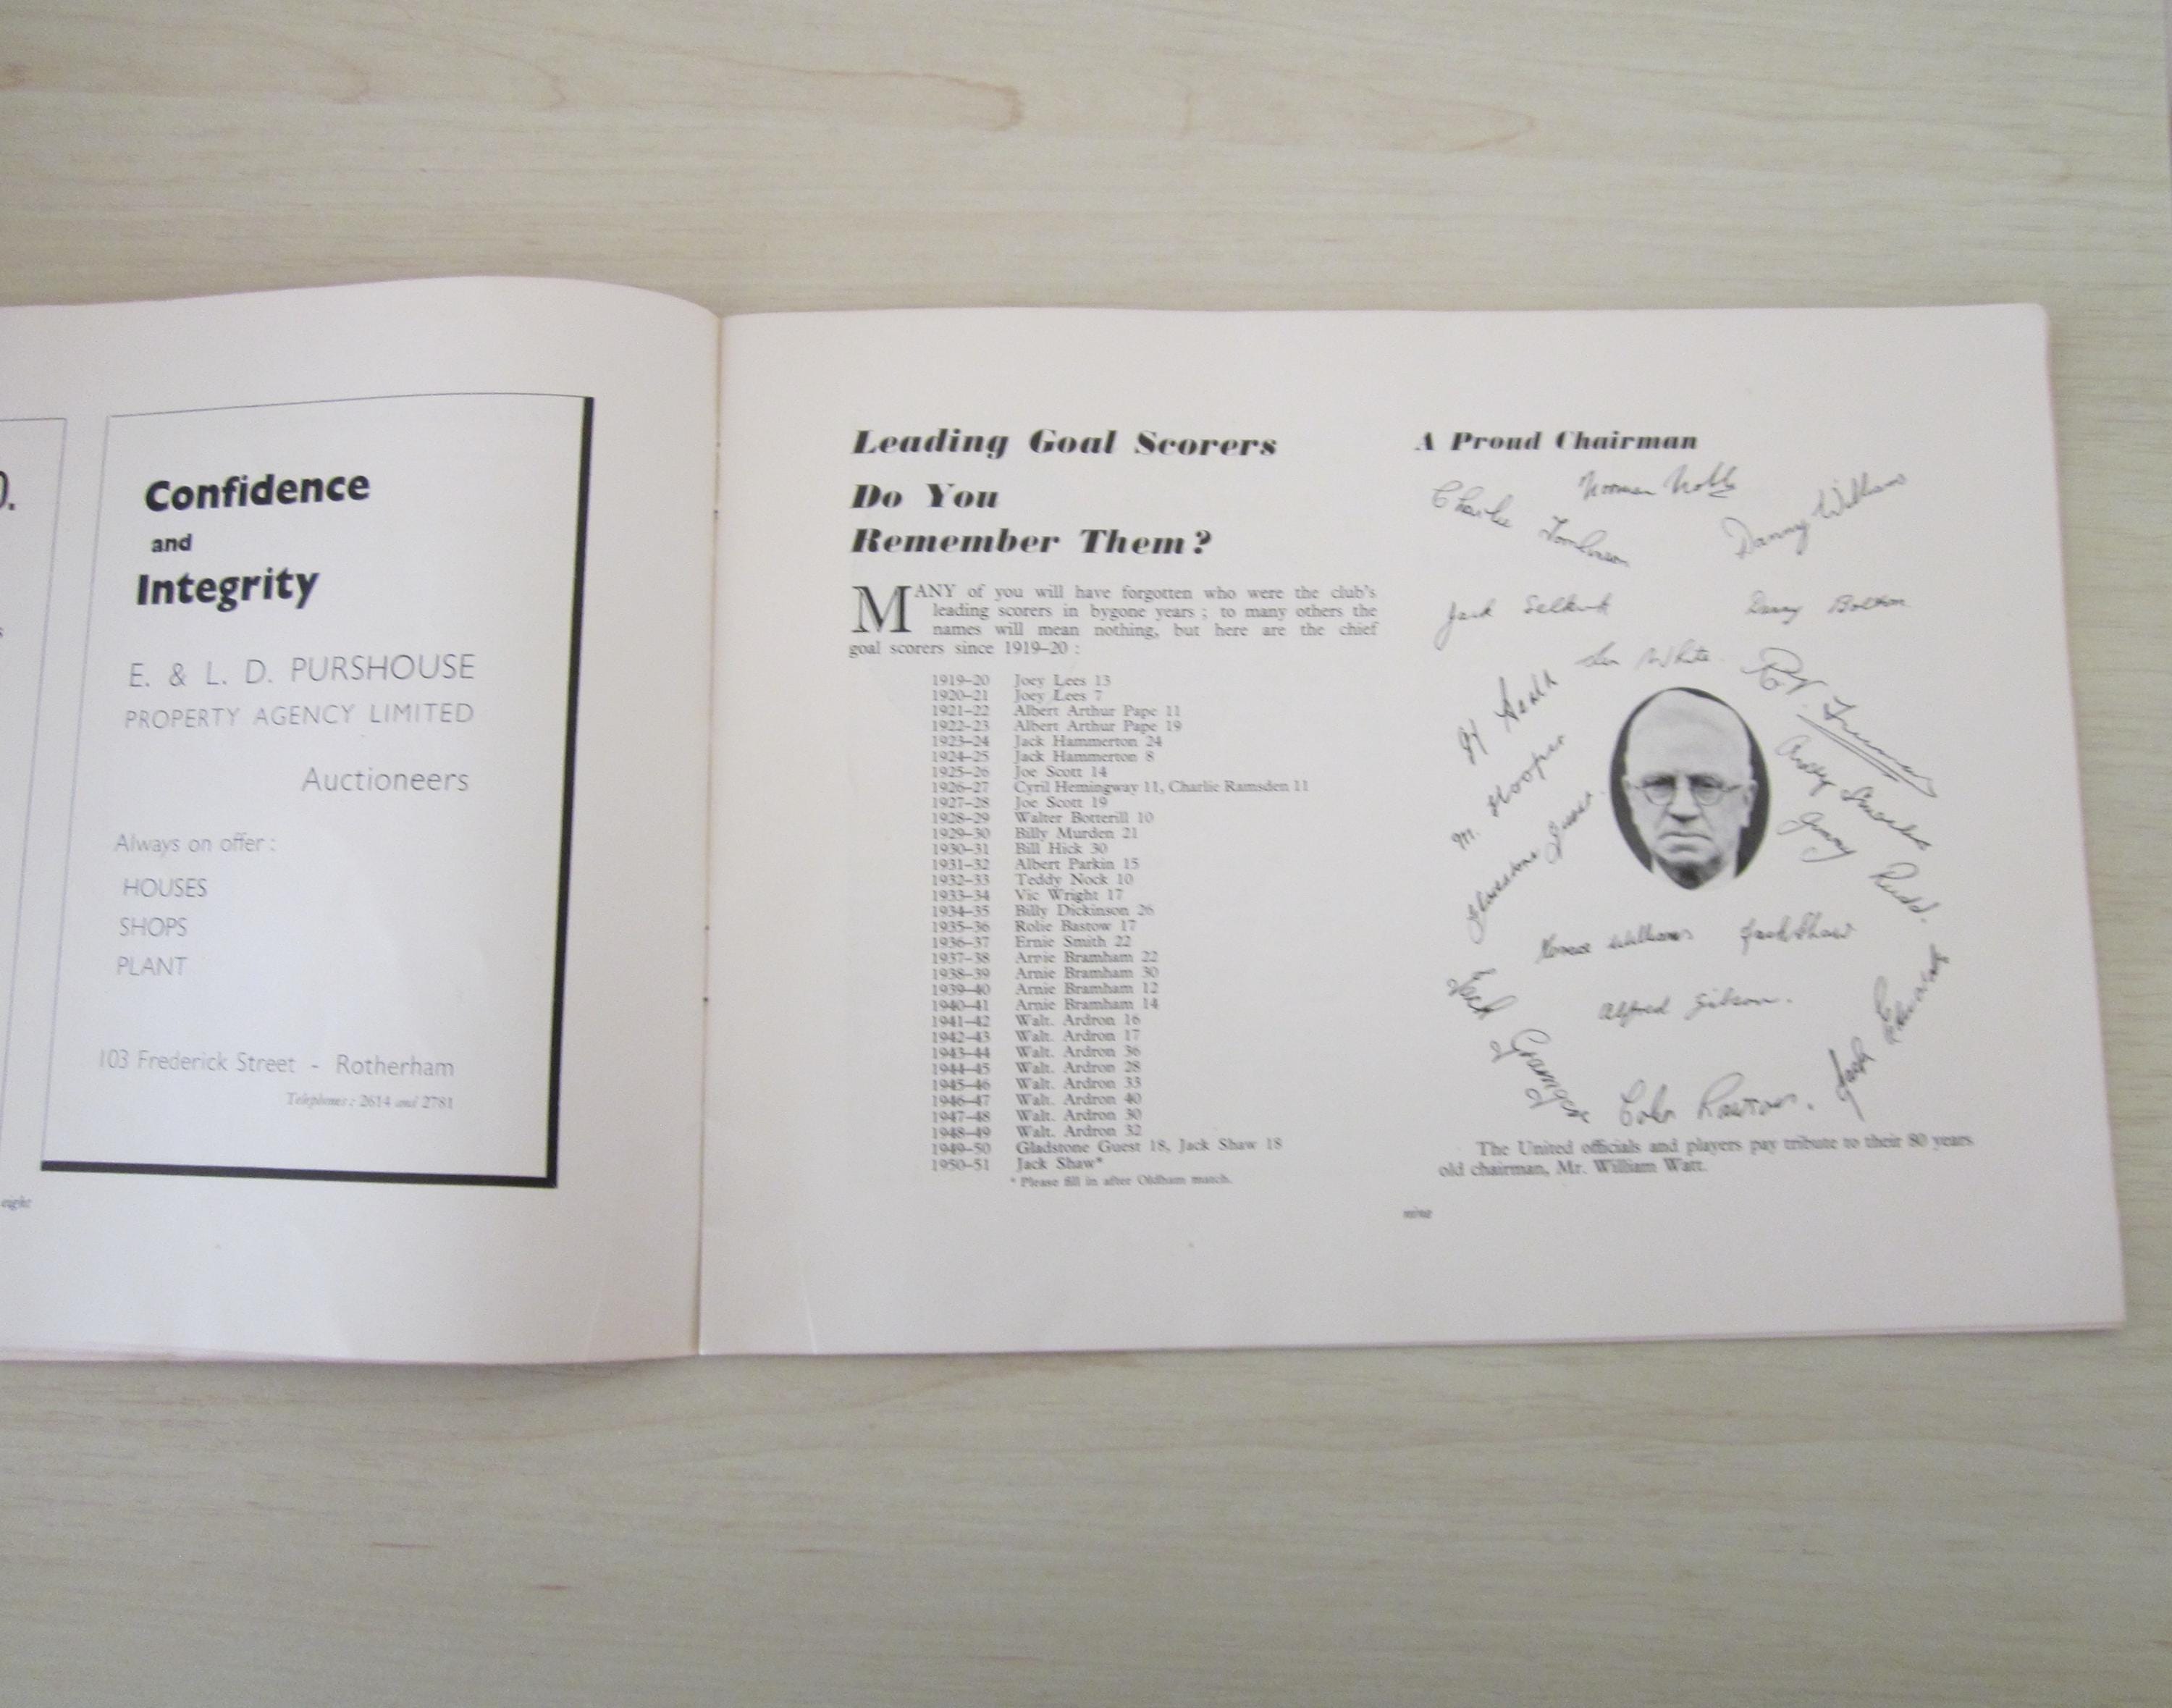 Confidence
and
Integrity
E. & L. D. PURSHOUSE
PROPERTY AGENCY LIMITED
Auctioneers
Always on offer :
HOUSES
SHOPS
PLANT
103 Frederick Street - Rotherham
Telephones : 2614 and 2781
eight
Leading Goal Scorers
Do You
Remember Them?
MANY of you will have forgotten who were the club's
leading scorers in bygone years ; to many others the
names will mean nothing, but here are the chief
goal scorers since 1919-20 :
1919-20 Joey Lees 13
1920-21 Joey Lees 7
1921-22 Albert Arthur Pape 11
1922-23 Albert Arthur Pape 19
1923-24 Jack Hammerton 24
1924-25 Jack Hammerton 8
1925-26 Joe Scott 14
1926-27 Cyril Hemingway 11, Charlie Ramsden 11
1927-28 Joe Scott 19
1928-29 Walter Botterill 10
1929-30 Billy Murden 21
1930-31 Bill Hick 30
1931-32 Albert Parkin 15
1932-33 Teddy Nock 10
1933-34 Vic Wright 17
1934-35 Billy Dickinson 26
1935-36 Rolie Bastow 17
1936-37 Ernie Smith 22
1937-38 Arnie Bramham 22
1938-39 Arnie Bramham 30
1939-40 Arnie Bramham 12
1940-41 Arnie Bramham 14
1941-42 Walt. Ardron 16
1942-43 Walt. Ardron 17
1943-44 Walt. Ardron 36
1944-45 Walt. Ardron 28
1945-46 Walt. Ardron 33
1946-47 Walt. Ardron 40
1947-48 Walt. Ardron 30
1948-49 Walt. Ardron 32
1949-50 Gladstone Guest 18, Jack Shaw 18
1950-51 Jack Shaw*
* Please fill in after Oldham match.
A Proud Chairman
Norman Noble
Charlie Tomlinson
Danny Williams
Jack Selkirk
Danny Bolton
Len White
H Heald
R.V. Truman
M. Hooper
Andy Smailes
Gladstone Guest
Jimmy Rudd.
Horace Williams
Jack Shaw
Jack Grainger
Alfred Gibson.
Jack Edwards
Colin Rawson.
The United officials and players pay tribute to their 80 years
old chairman, Mr. William Watt.
nine